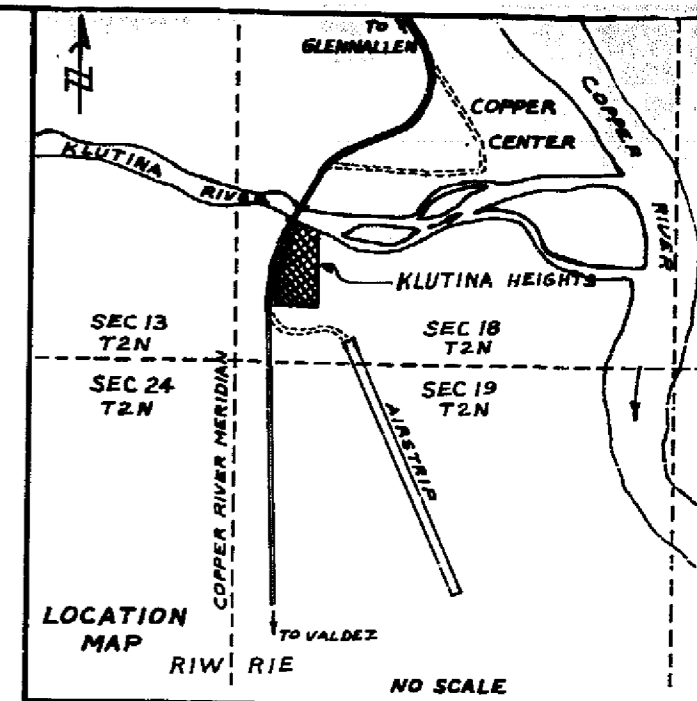 TO
GLENNALLEN
COPPER
CENTER
COPPER
RIVER
KLUTINA
RIVER
KLUTINA HEIGHTS
SEC 13
T2N
SEC 18
T2N
SEC 24
T2N
SEC 19
T2N
COPPER RIVER MERIDIAN
AIRSTRIP
LOCATION
MAP
TO VALDEZ
R1W R1E
NO SCALE